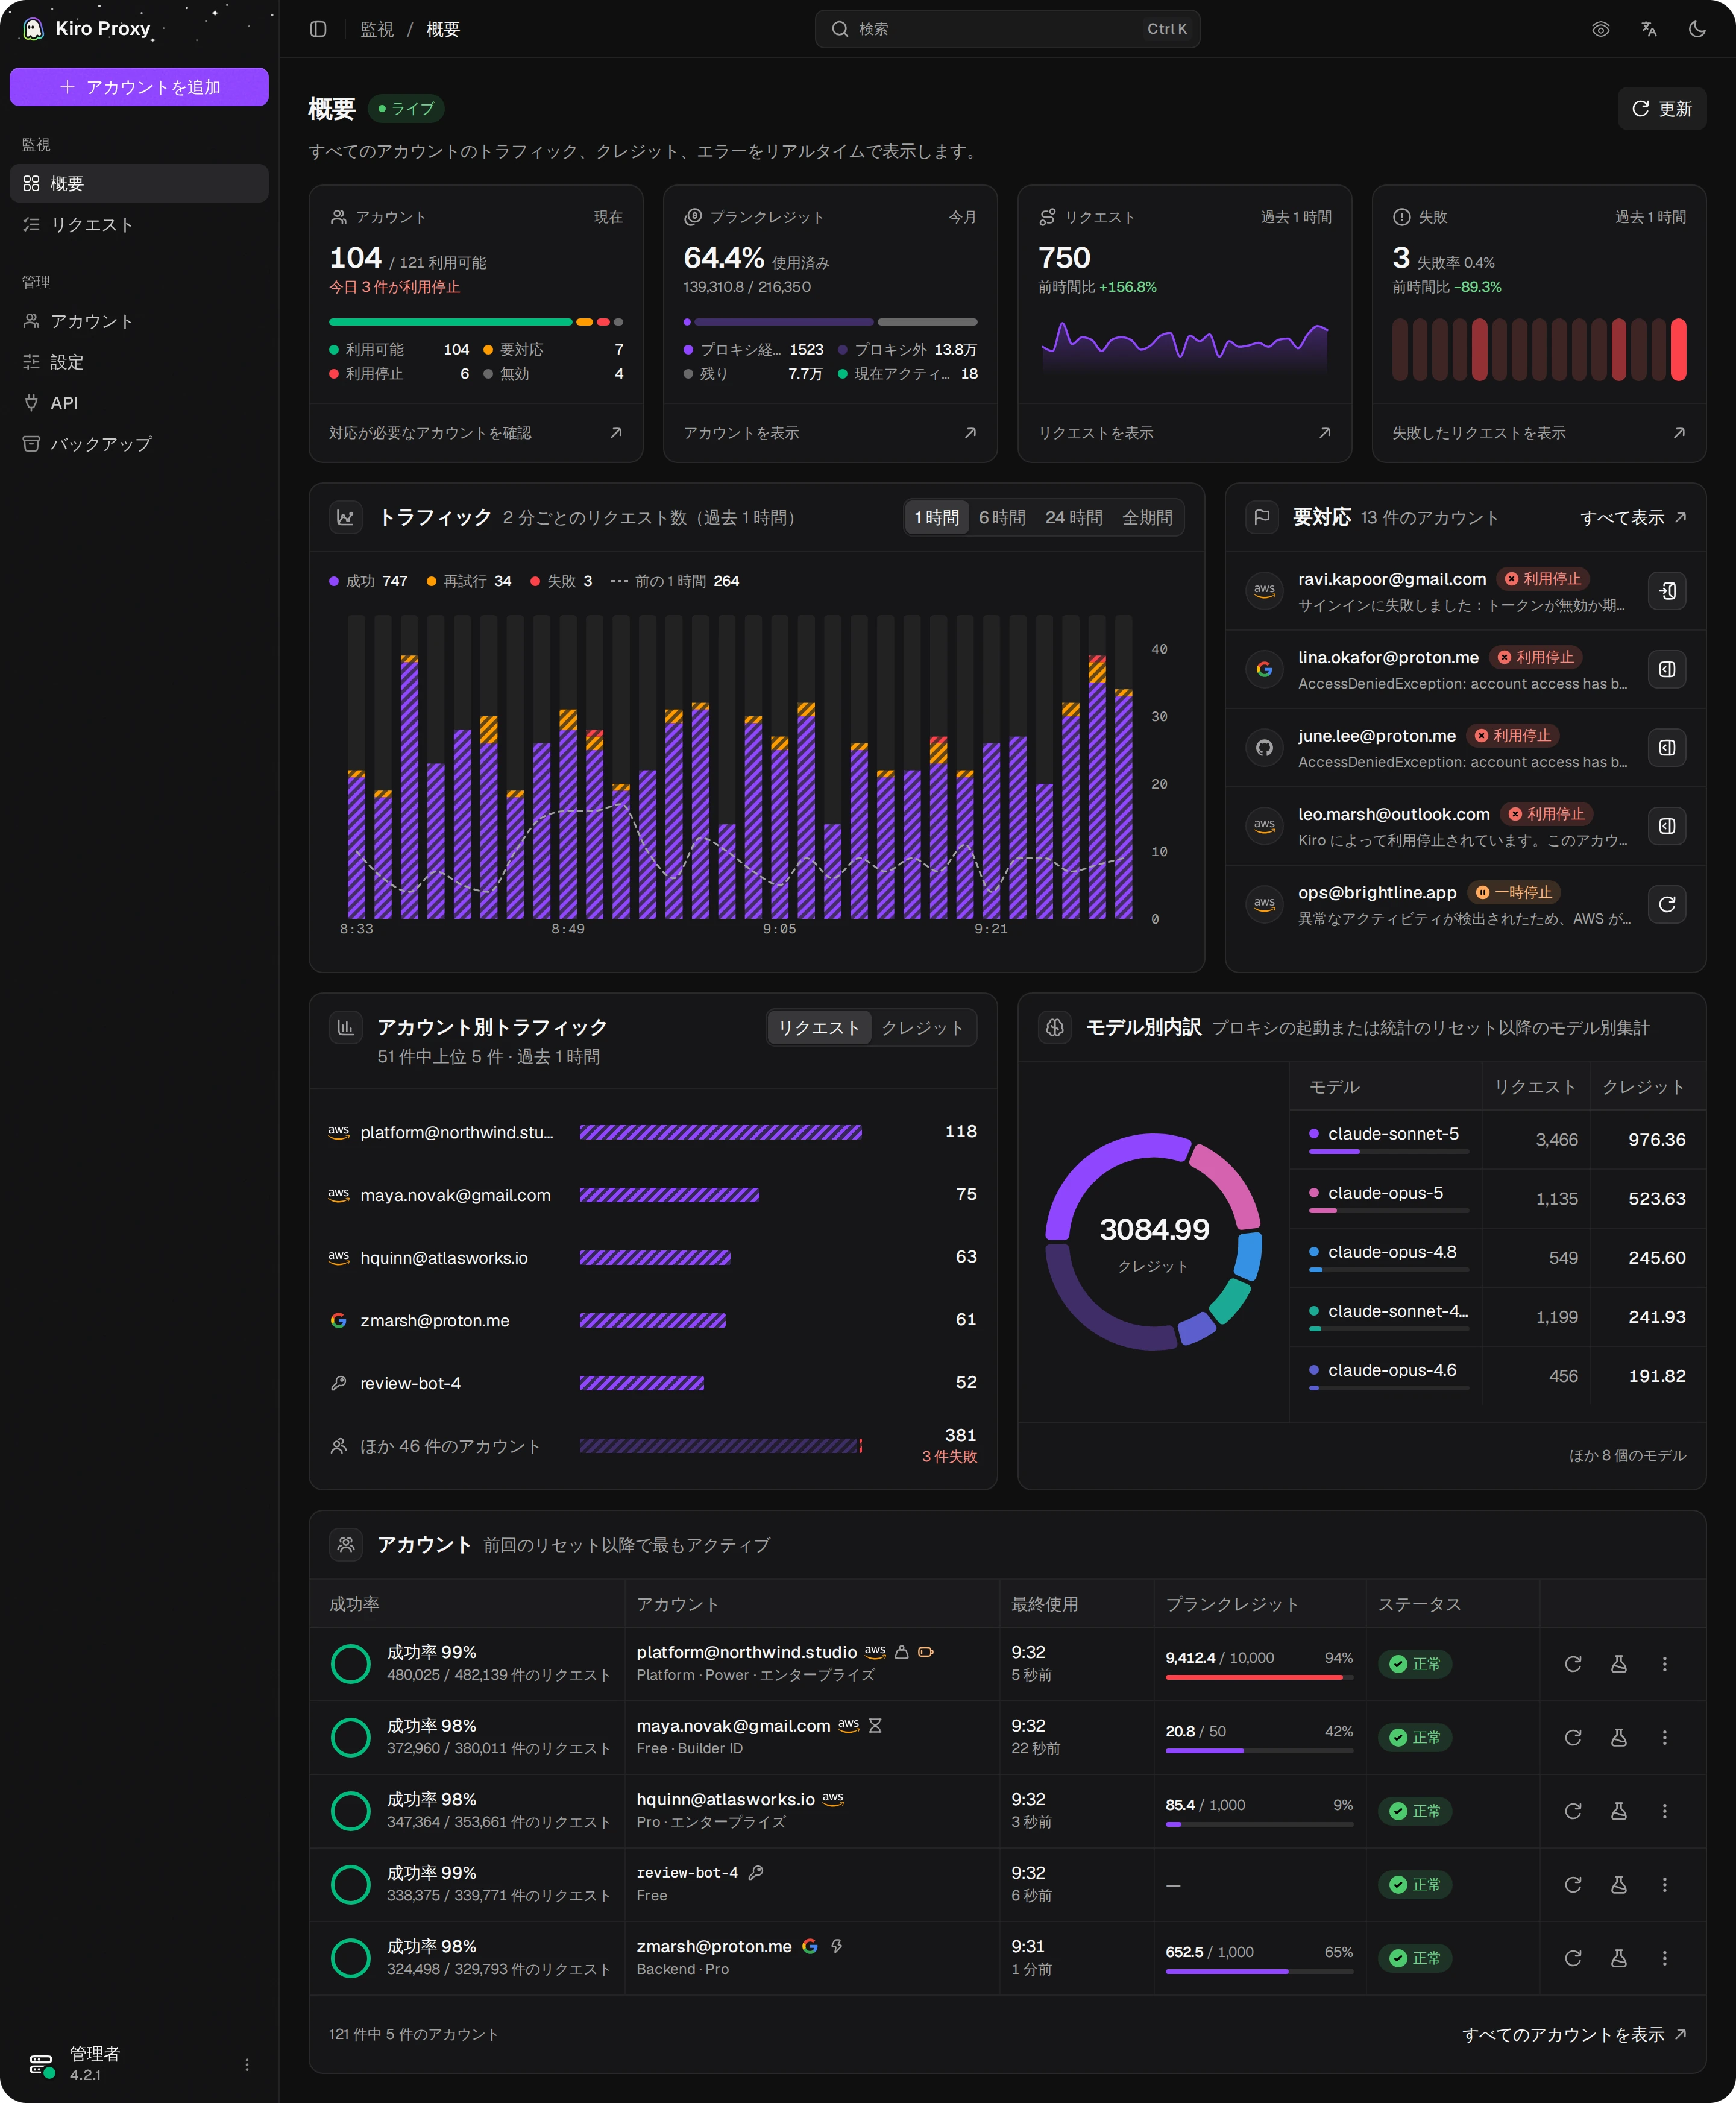 Kiro Proxy
アカウントを追加
監視
概要
リクエスト
管理
アカウント
設定
API
バックアップ
管理者
4.2.1
監視 / 概要
検索
Ctrl K
概要
ライブ
更新
すべてのアカウントのトラフィック、クレジット、エラーをリアルタイムで表示します。
アカウント
現在
104 / 121 利用可能
今日 3 件が利用停止
利用可能 104
要対応 7
利用停止 6
無効 4
対応が必要なアカウントを確認
プランクレジット
今月
64.4% 使用済み
139,310.8 / 216,350
プロキシ経… 1523
プロキシ外 13.8万
残り 7.7万
現在アクティ… 18
アカウントを表示
リクエスト
過去 1 時間
750
前時間比 +156.8%
リクエストを表示
失敗
過去 1 時間
3 失敗率 0.4%
前時間比 −89.3%
失敗したリクエストを表示
トラフィック 2 分ごとのリクエスト数（過去 1 時間）
1 時間
6 時間
24 時間
全期間
成功 747
再試行 34
失敗 3
前の 1 時間 264
40
30
20
10
0
8:33
8:49
9:05
9:21
要対応 13 件のアカウント
すべて表示
ravi.kapoor@gmail.com 利用停止
aws
サインインに失敗しました：トークンが無効か期…
lina.okafor@proton.me 利用停止
AccessDeniedException: account access has b…
june.lee@proton.me 利用停止
AccessDeniedException: account access has b…
leo.marsh@outlook.com 利用停止
aws
Kiro によって利用停止されています。このアカウ…
ops@brightline.app 一時停止
aws
異常なアクティビティが検出されたため、AWS が…
アカウント別トラフィック
51 件中上位 5 件 · 過去 1 時間
リクエスト
クレジット
aws platform@northwind.stu… 118
aws maya.novak@gmail.com 75
aws hquinn@atlasworks.io 63
zmarsh@proton.me 61
review-bot-4 52
ほか 46 件のアカウント 381
3 件失敗
モデル別内訳 プロキシの起動または統計のリセット以降のモデル別集計
3084.99
クレジット
モデル リクエスト クレジット
claude-sonnet-5 3,466 976.36
claude-opus-5 1,135 523.63
claude-opus-4.8 549 245.60
claude-sonnet-4… 1,199 241.93
claude-opus-4.6 456 191.82
ほか 8 個のモデル
アカウント 前回のリセット以降で最もアクティブ
成功率 アカウント 最終使用 プランクレジット ステータス
成功率 99%
480,025 / 482,139 件のリクエスト
platform@northwind.studio aws
Platform · Power · エンタープライズ
9:32
5 秒前
9,412.4 / 10,000 94%
正常
成功率 98%
372,960 / 380,011 件のリクエスト
maya.novak@gmail.com aws
Free · Builder ID
9:32
22 秒前
20.8 / 50 42%
正常
成功率 98%
347,364 / 353,661 件のリクエスト
hquinn@atlasworks.io aws
Pro · エンタープライズ
9:32
3 秒前
85.4 / 1,000 9%
正常
成功率 99%
338,375 / 339,771 件のリクエスト
review-bot-4
Free
9:32
6 秒前
—
正常
成功率 98%
324,498 / 329,793 件のリクエスト
zmarsh@proton.me
Backend · Pro
9:31
1 分前
652.5 / 1,000 65%
正常
121 件中 5 件のアカウント
すべてのアカウントを表示